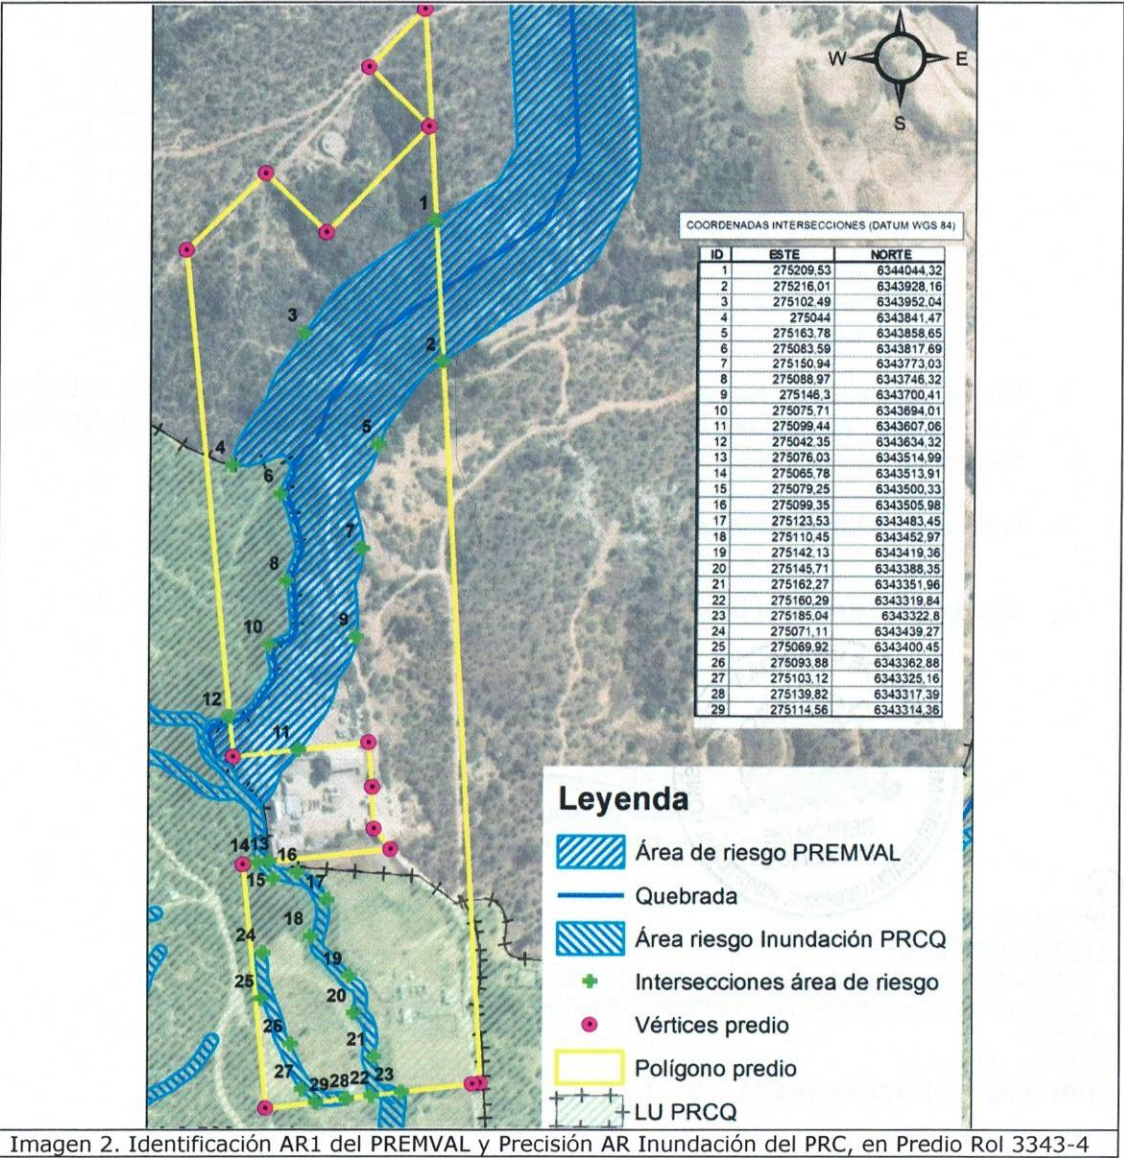 W
E
S
COORDENADAS INTERSECCIONES (DATUM WGS 84)
ID ESTE NORTE
1 275209,53 6344044,32
2 275216,01 6343928,16
3 275102,49 6343952,04
4 275044 6343841,47
5 275163,78 6343858,65
6 275083,59 6343817,69
7 275150,94 6343773,03
8 275088,97 6343746,32
9 275146,3 6343700,41
10 275075,71 6343694,01
11 275099,44 6343607,06
12 275042,35 6343634,32
13 275076,03 6343514,99
14 275065,78 6343513,91
15 275079,25 6343500,33
16 275099,35 6343505,98
17 275123,53 6343483,45
18 275110,45 6343452,97
19 275142,13 6343419,36
20 275145,71 6343388,35
21 275162,27 6343351,96
22 275160,29 6343319,84
23 275185,04 6343322,8
24 275071,11 6343439,27
25 275069,92 6343400,45
26 275093,88 6343362,88
27 275103,12 6343325,16
28 275139,82 6343317,39
29 275114,56 6343314,36
1
2
3
4
5
6
7
8
9
10
12
11
14 13
16
15
17
18
24
19
25
20
26
21
27
29 28 22 23
Leyenda
Área de riesgo PREMVAL
Quebrada
Área riesgo Inundación PRCQ
Intersecciones área de riesgo
Vértices predio
Polígono predio
LU PRCQ
Imagen 2. Identificación AR1 del PREMVAL y Precisión AR Inundación del PRC, en Predio Rol 3343-4